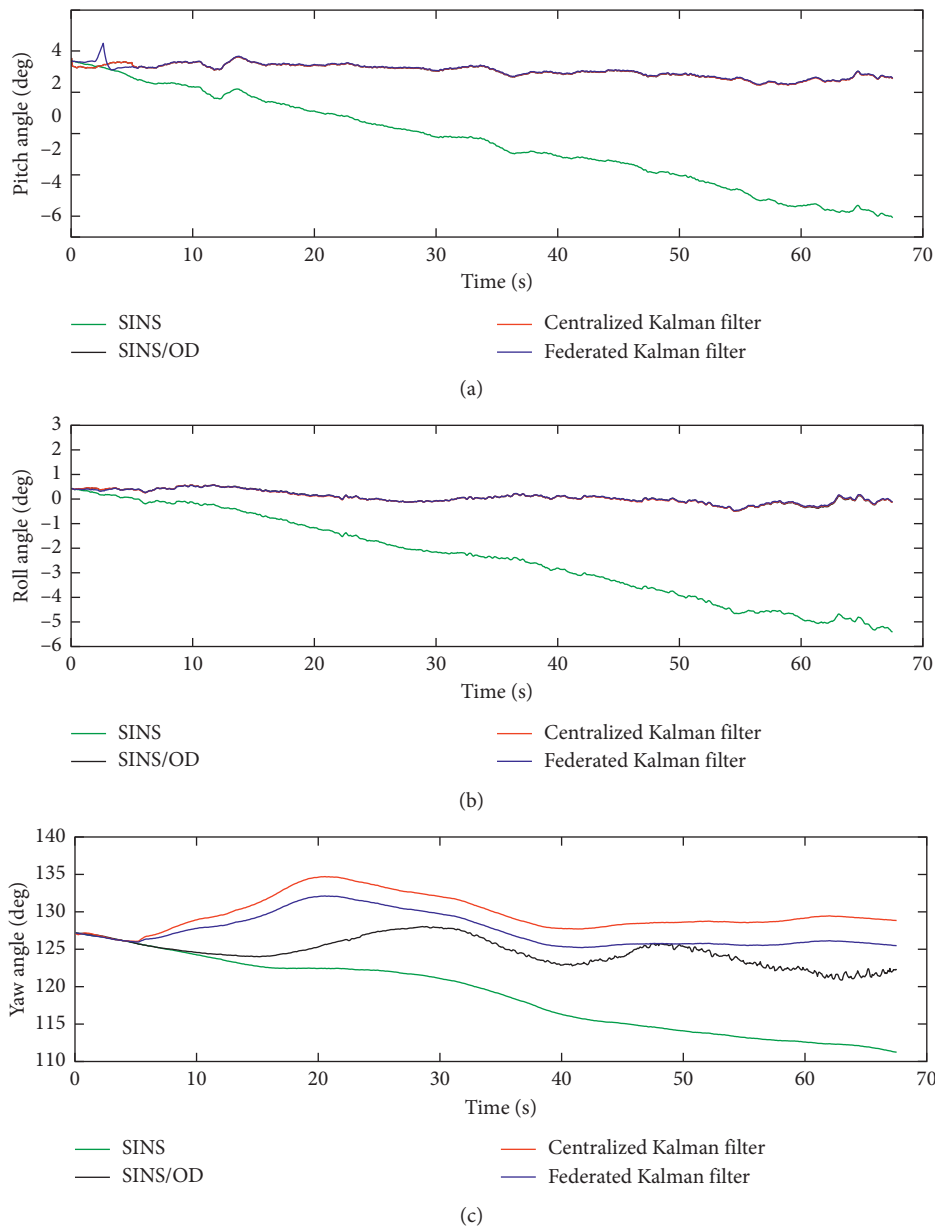 4
2
0
−2
−4
−6
Pitch angle (deg)
0 10 20 30 40 50 60 70
Time (s)
SINS Centralized Kalman filter
SINS/OD Federated Kalman filter
(a)
3
2
1
0
−1
−2
−3
−4
−5
−6
Roll angle (deg)
0 10 20 30 40 50 60 70
Time (s)
SINS Centralized Kalman filter
SINS/OD Federated Kalman filter
(b)
140
135
130
125
120
115
110
Yaw angle (deg)
0 10 20 30 40 50 60 70
Time (s)
SINS Centralized Kalman filter
SINS/OD Federated Kalman filter
(c)